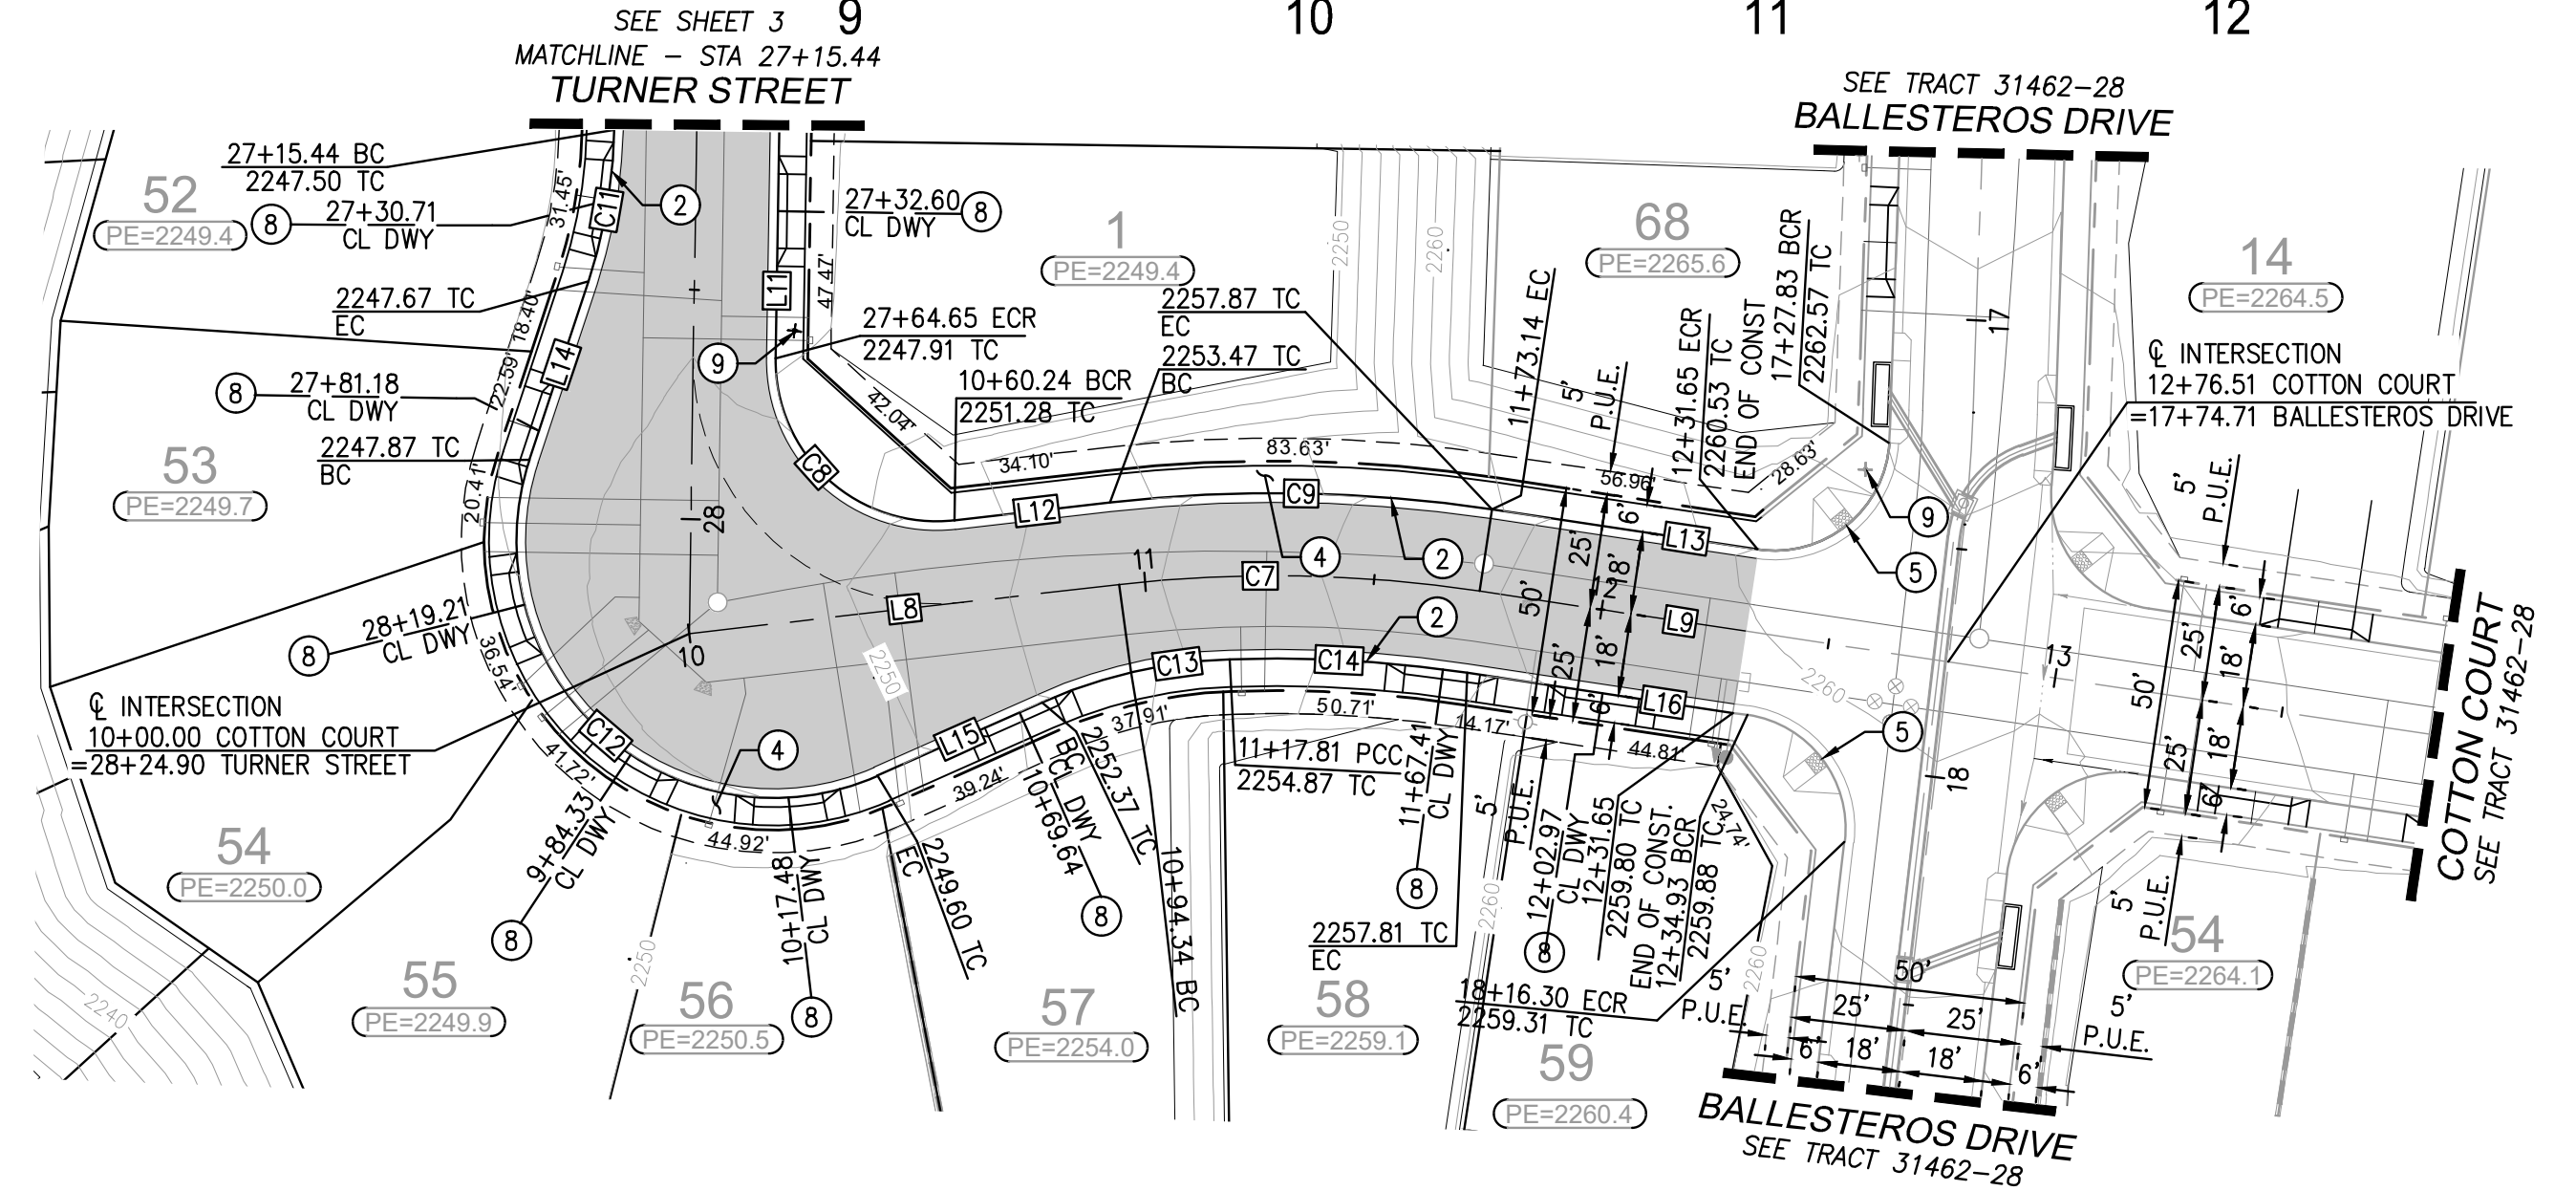 9
10
11
12
SEE SHEET 3
MATCHLINE – STA 27+15.44
TURNER STREET
SEE TRACT 31462-28
BALLESTEROS DRIVE
27+15.44 BC
2247.50 TC
52
PE=2249.4
8
27+30.71
CL DWY
31.45'
C11
2
27+32.60
CL DWY
8
1
PE=2249.4
2250
2260
68
PE=2265.6
17+27.83 BCR
2262.57 TC
17
14
PE=2264.5
2247.67 TC
EC
18.40'
L11
47.47'
27+64.65 ECR
2247.91 TC
9
2257.87 TC
EC
2253.47 TC
BC
10+60.24 BCR
2251.28 TC
11+73.14 EC
5'
P.U.E.
12+31.65 ECR
2260.53 TC
END OF CONST
℄ INTERSECTION
12+76.51 COTTON COURT
=17+74.71 BALLESTEROS DRIVE
8
27+81.18
CL DWY
22.59'
L14
42.04'
2247.87 TC
BC
53
PE=2249.7
20.41'
C8
34.10'
83.63'
56.96'
28.63'
5'
P.U.E.
28
L12
C9
6'
L13
9
11
4
2
25'
18'
5
C7
50'
12
L8
2
L9
6'
25'
18'
50'
8
28+19.21
CL DWY
36.54'
10
2250
C13
C14
25'
18'
6'
L16
2260
13
25'
18'
6'
COTTON COURT
SEE TRACT 31462-28
℄ INTERSECTION
10+00.00 COTTON COURT
=28+24.90 TURNER STREET
C12
41.72'
4
L15
37.91'
50.71'
14.17'
44.81'
5
18
44.92'
39.24'
BC
2252.37 TC
CL DWY
10+69.64
8
11+17.81 PCC
2254.87 TC
11+67.41
CL DWY
8
5'
P.U.E.
12+02.97
CL DWY
8
12+31.65
2259.80 TC
END OF CONST.
12+34.93 BCR
2259.88 TC
24.74'
5'
P.U.E.
54
PE=2250.0
9+84.33
CL DWY
8
10+17.48
CL DWY
8
2249.60 TC
EC
10+94.34 BC
2257.81 TC
EC
2260
18+16.30 ECR
2259.31 TC
54
PE=2264.1
2240
55
PE=2249.9
2250
56
PE=2250.5
57
PE=2254.0
58
PE=2259.1
59
PE=2260.4
2260
5'
P.U.E.
50'
25'
25'
6'
18'
18'
6'
5'
P.U.E.
BALLESTEROS DRIVE
SEE TRACT 31462-28